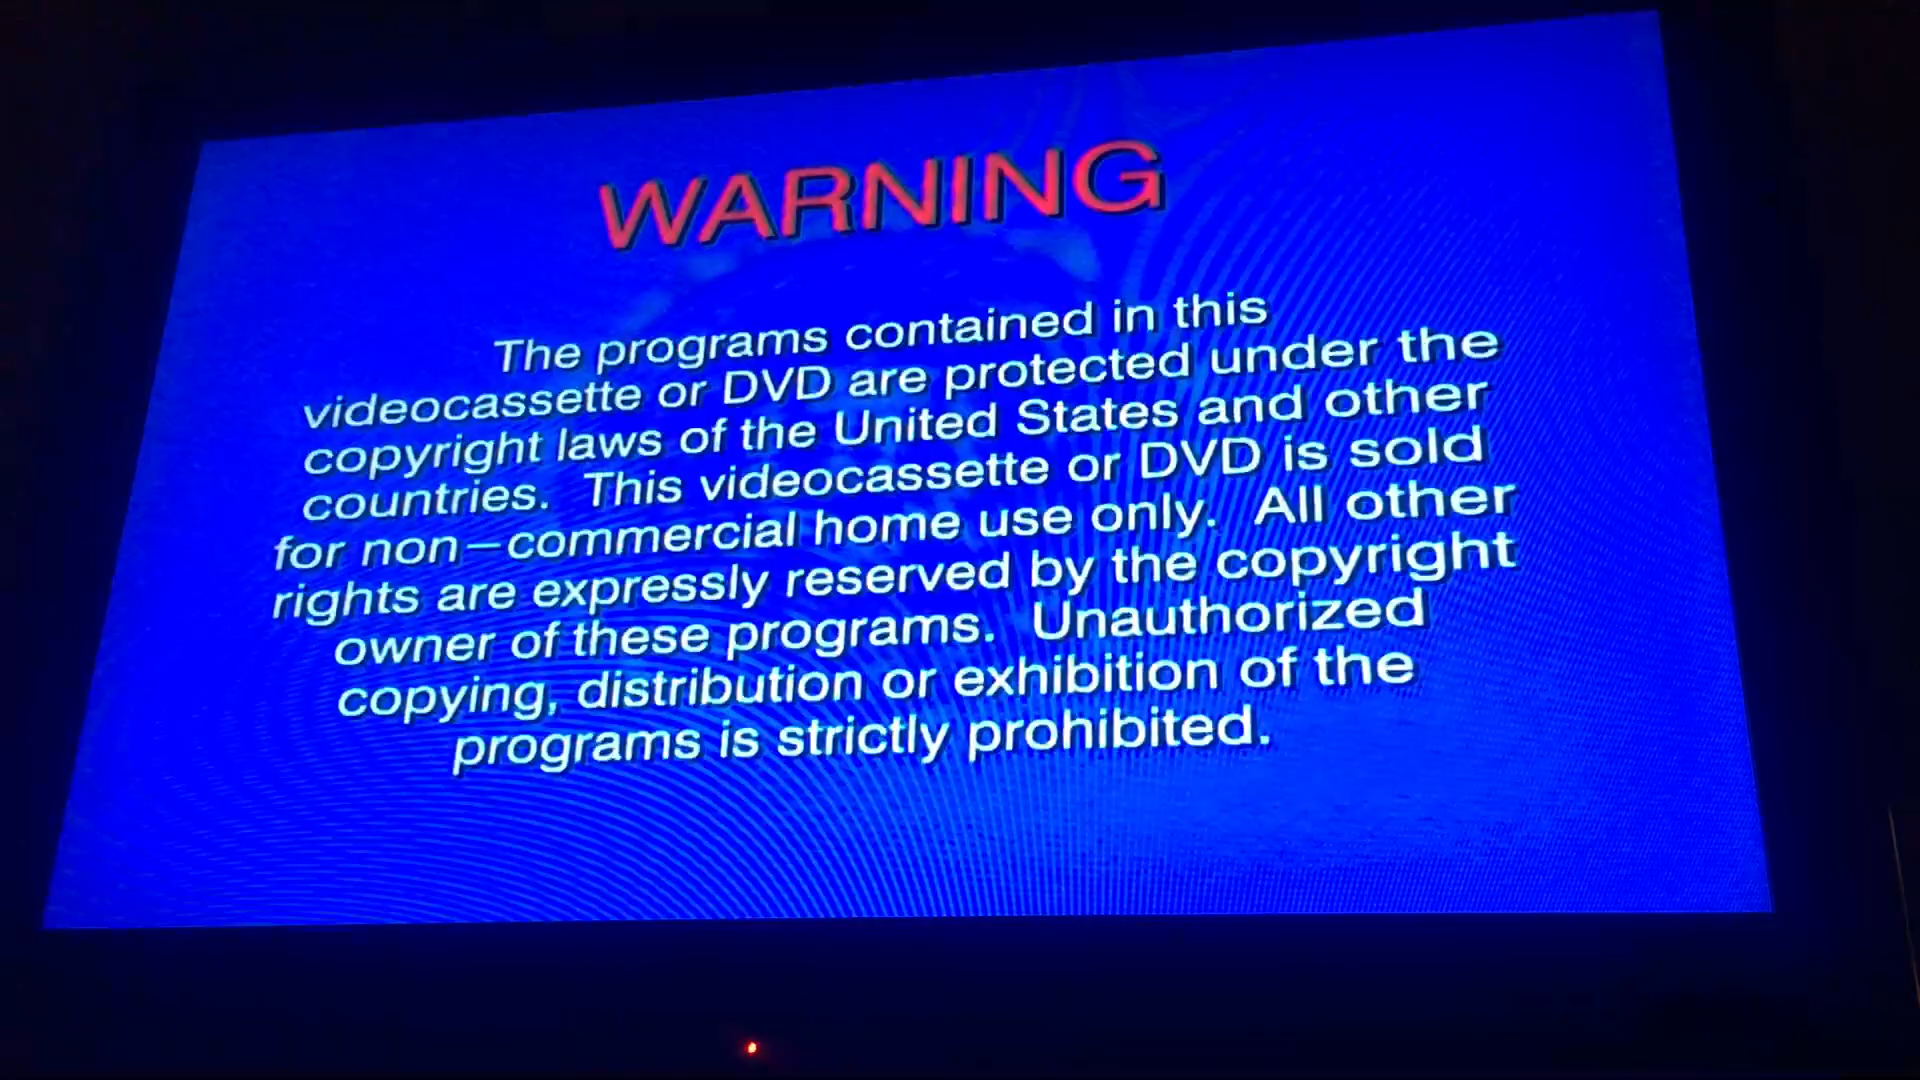 WARNING
The programs contained in this
videocassette or DVD are protected under the
copyright laws of the United States and other
countries. This videocassette or DVD is sold
for non-commercial home use only. All other
rights are expressly reserved by the copyright
owner of these programs. Unauthorized
copying, distribution or exhibition of the
programs is strictly prohibited.